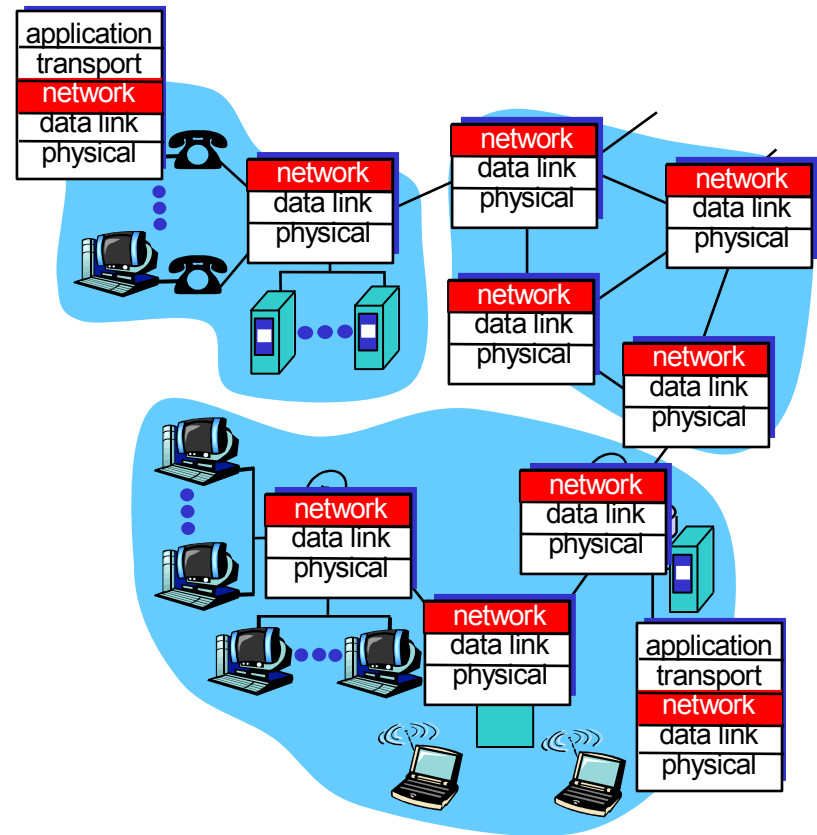 application
transport
network
data link
physical
network
data link
physical
network
data link
physical
network
data link
physical
network
data link
physical
network
data link
physical
network
data link
physical
network
data link
physical
network
data link
physical
application
transport
network
data link
physical